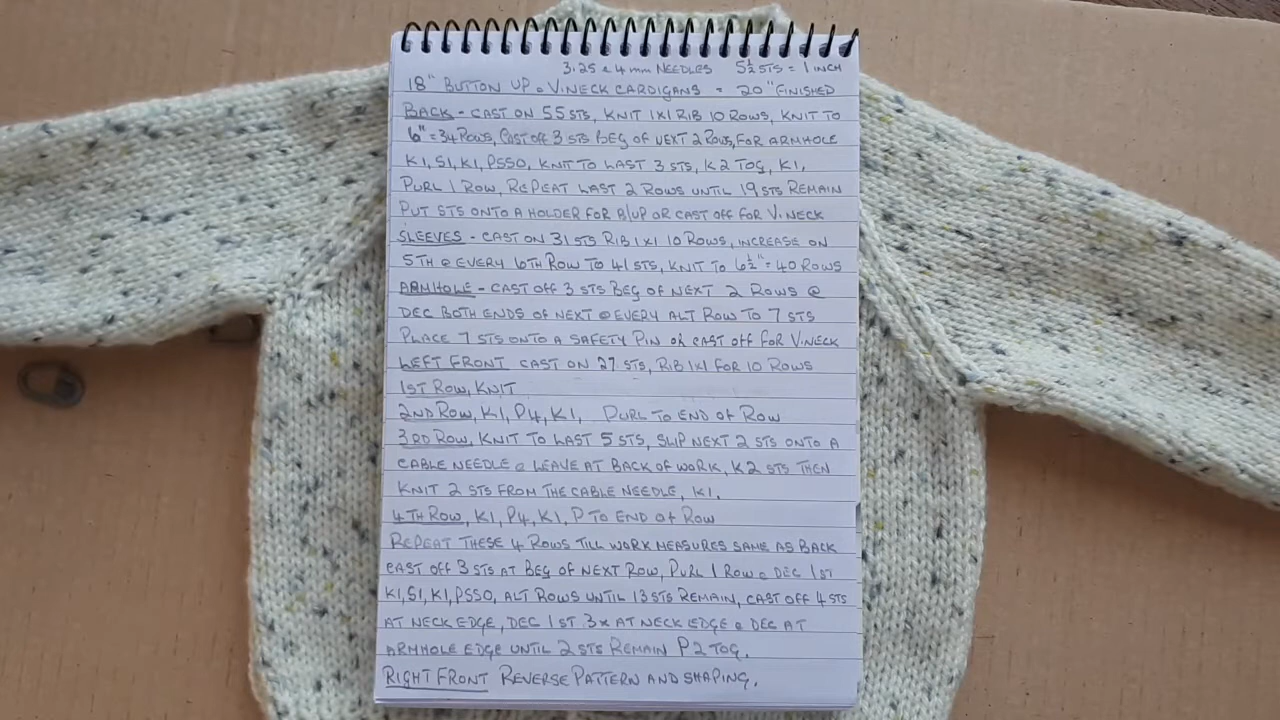 3.25 @ 4 mm NEEDLES 5½ STS = 1 INCH
18" BUTTON UP @ V.NECK CARDIGANS = 20" FINISHED
BACK - CAST ON 55 STS, KNIT 1X1 RIB 10 ROWS, KNIT TO
6" = 34 ROWS, CAST OFF 3 STS BEG OF NEXT 2 ROWS, FOR ARMHOLE
K1, S1, K1, PSSO, KNIT TO LAST 3 STS, K2 TOG, K1,
PURL 1 ROW, REPEAT LAST 2 ROWS UNTIL 19 STS REMAIN
PUT STS ONTO A HOLDER FOR B/UP OR CAST OFF FOR V.NECK
SLEEVES - CAST ON 31 STS RIB 1X1 10 ROWS, INCREASE ON
5TH @ EVERY 6TH ROW TO 41 STS, KNIT TO 6½" = 40 ROWS
ARMHOLE - CAST OFF 3 STS BEG OF NEXT 2 ROWS @
DEC BOTH ENDS OF NEXT @ EVERY ALT ROW TO 7 STS
PLACE 7 STS ONTO A SAFETY PIN OR CAST OFF FOR V.NECK
LEFT FRONT CAST ON 27 STS, RIB 1X1 FOR 10 ROWS
1ST ROW, KNIT
2ND ROW, K1, P4, K1, PURL TO END OF ROW
3RD ROW, KNIT TO LAST 5 STS, SLIP NEXT 2 STS ONTO A
CABLE NEEDLE @ LEAVE AT BACK OF WORK, K2 STS THEN
KNIT 2 STS FROM THE CABLE NEEDLE, K1.
4TH ROW, K1, P4, K1, P TO END OF ROW
REPEAT THESE 4 ROWS TILL WORK MEASURES SAME AS BACK
CAST OFF 3 STS AT BEG OF NEXT ROW, PURL 1 ROW @ DEC 1ST
K1, S1, K1, PSSO, ALT ROWS UNTIL 13 STS REMAIN, CAST OFF 4 STS
AT NECK EDGE, DEC 1ST 3X AT NECK EDGE @ DEC AT
ARMHOLE EDGE UNTIL 2 STS REMAIN P2 TOG.
RIGHT FRONT REVERSE PATTERN AND SHAPING.